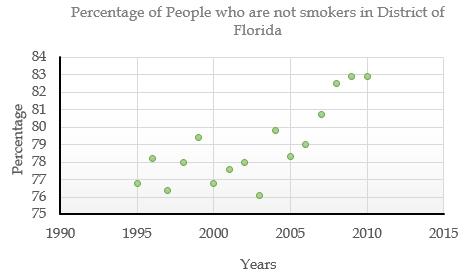 Percentage of People who are not smokers in District of
Florida
84
83
82
81
80
79
78
77
76
75
Percentage
1990 1995 2000 2005 2010 2015
Years